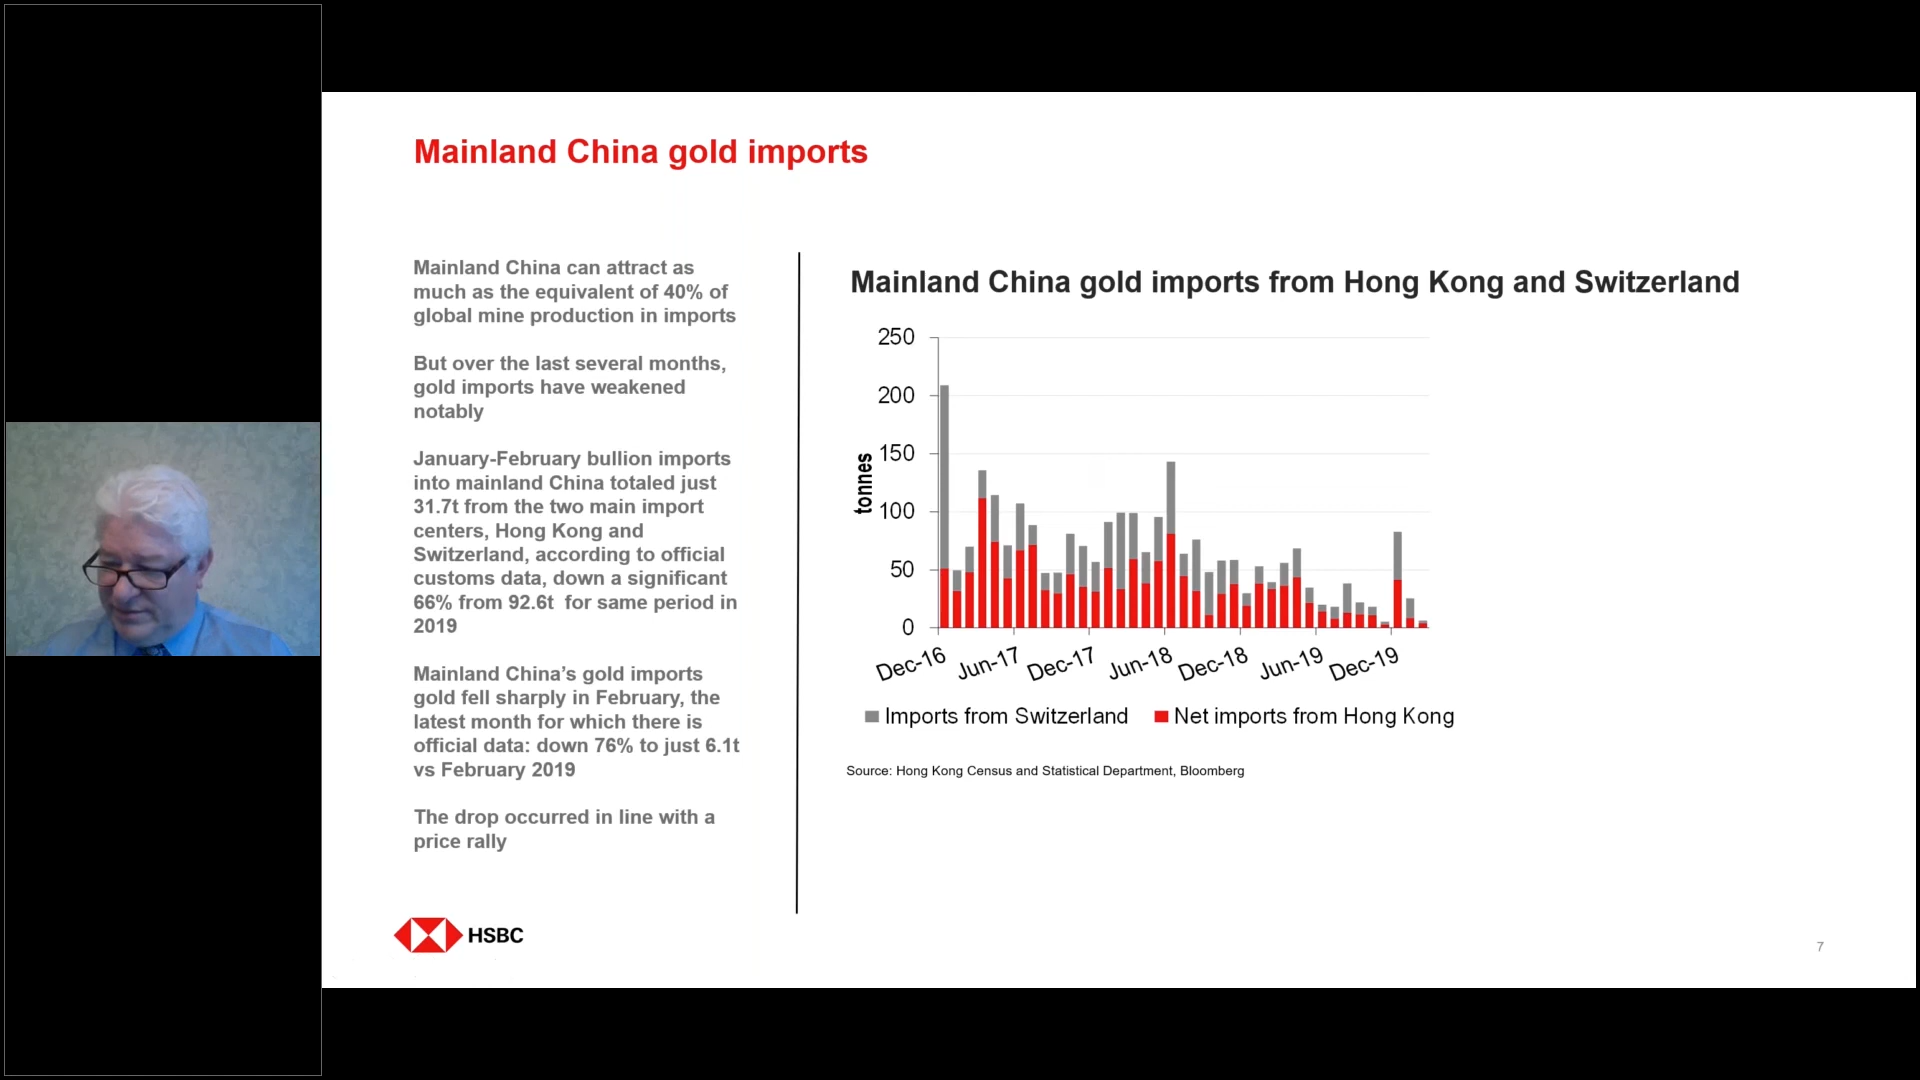 Mainland China gold imports
Mainland China can attract as
much as the equivalent of 40% of
global mine production in imports
But over the last several months,
gold imports have weakened
notably
January-February bullion imports
into mainland China totaled just
31.7t from the two main import
centers, Hong Kong and
Switzerland, according to official
customs data, down a significant
66% from 92.6t for same period in
2019
Mainland China’s gold imports
gold fell sharply in February, the
latest month for which there is
official data: down 76% to just 6.1t
vs February 2019
The drop occurred in line with a
price rally
Mainland China gold imports from Hong Kong and Switzerland
tonnes
250
200
150
100
50
0
Dec-16 Jun-17 Dec-17 Jun-18 Dec-18 Jun-19 Dec-19
Imports from Switzerland Net imports from Hong Kong
Source: Hong Kong Census and Statistical Department, Bloomberg
HSBC
7